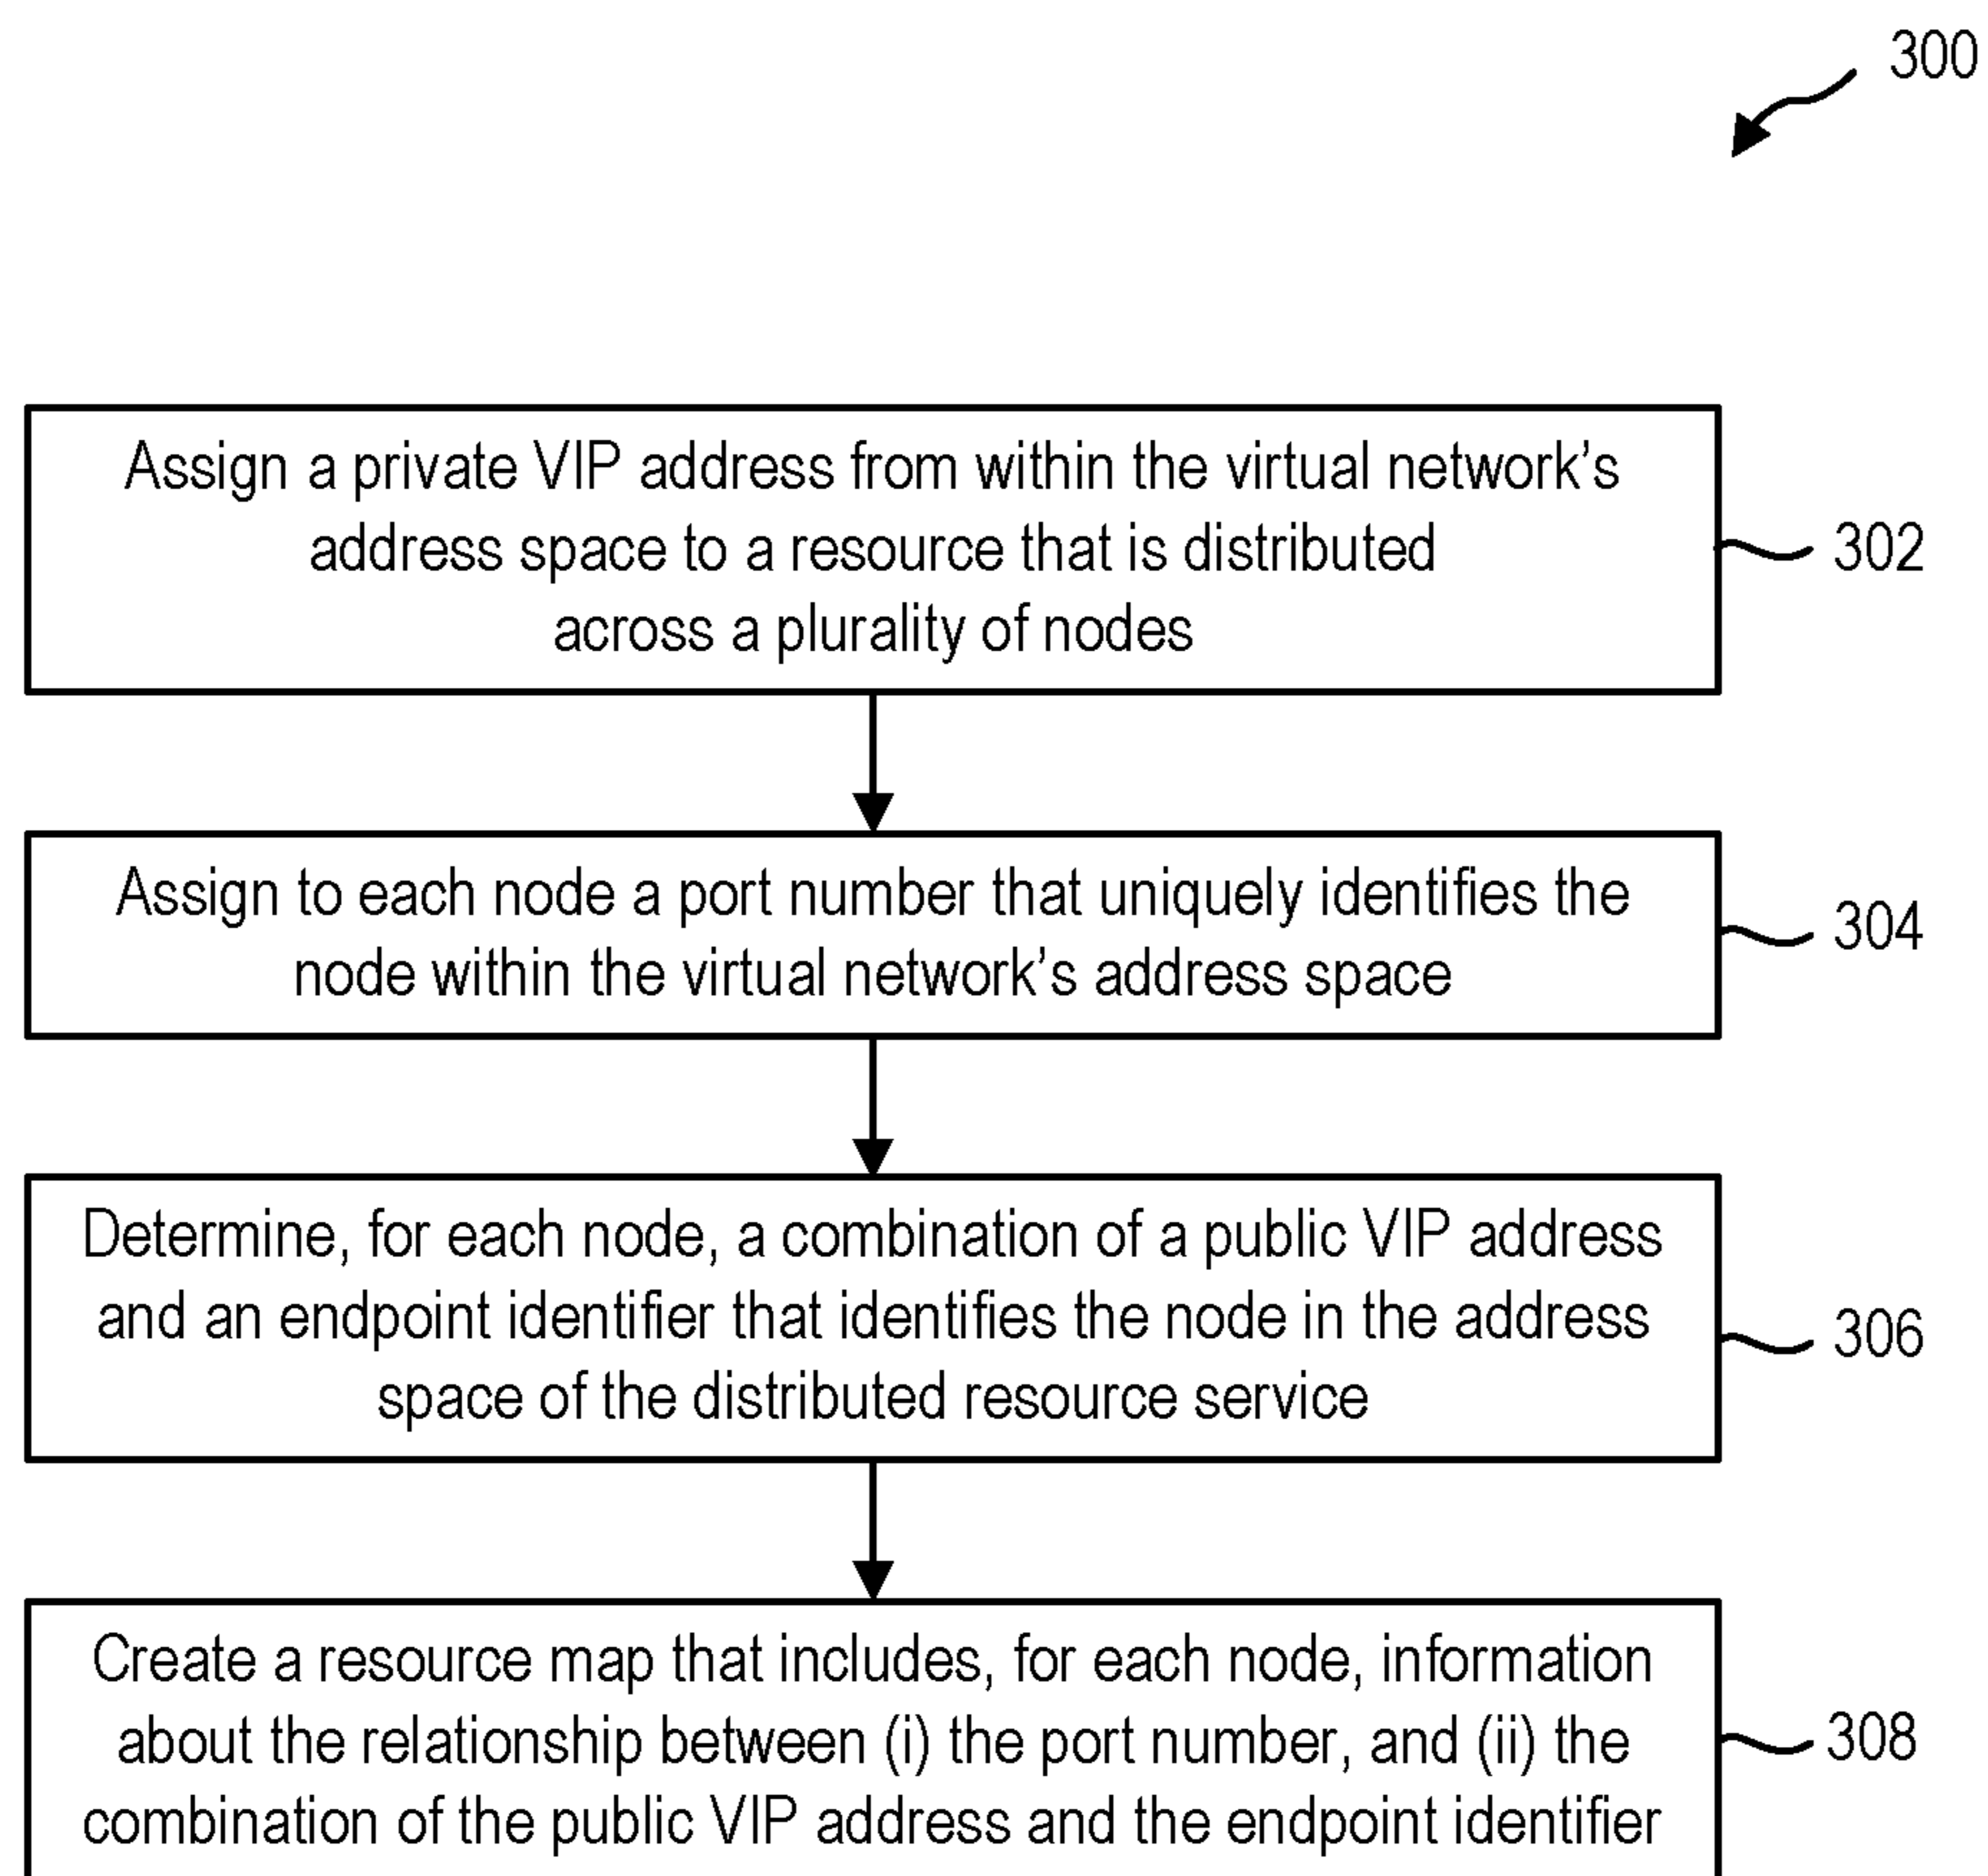 300
Assign a private VIP address from within the virtual network’s
address space to a resource that is distributed
across a plurality of nodes
302
Assign to each node a port number that uniquely identifies the
node within the virtual network’s address space
304
Determine, for each node, a combination of a public VIP address
and an endpoint identifier that identifies the node in the address
space of the distributed resource service
306
Create a resource map that includes, for each node, information
about the relationship between (i) the port number, and (ii) the
combination of the public VIP address and the endpoint identifier
308